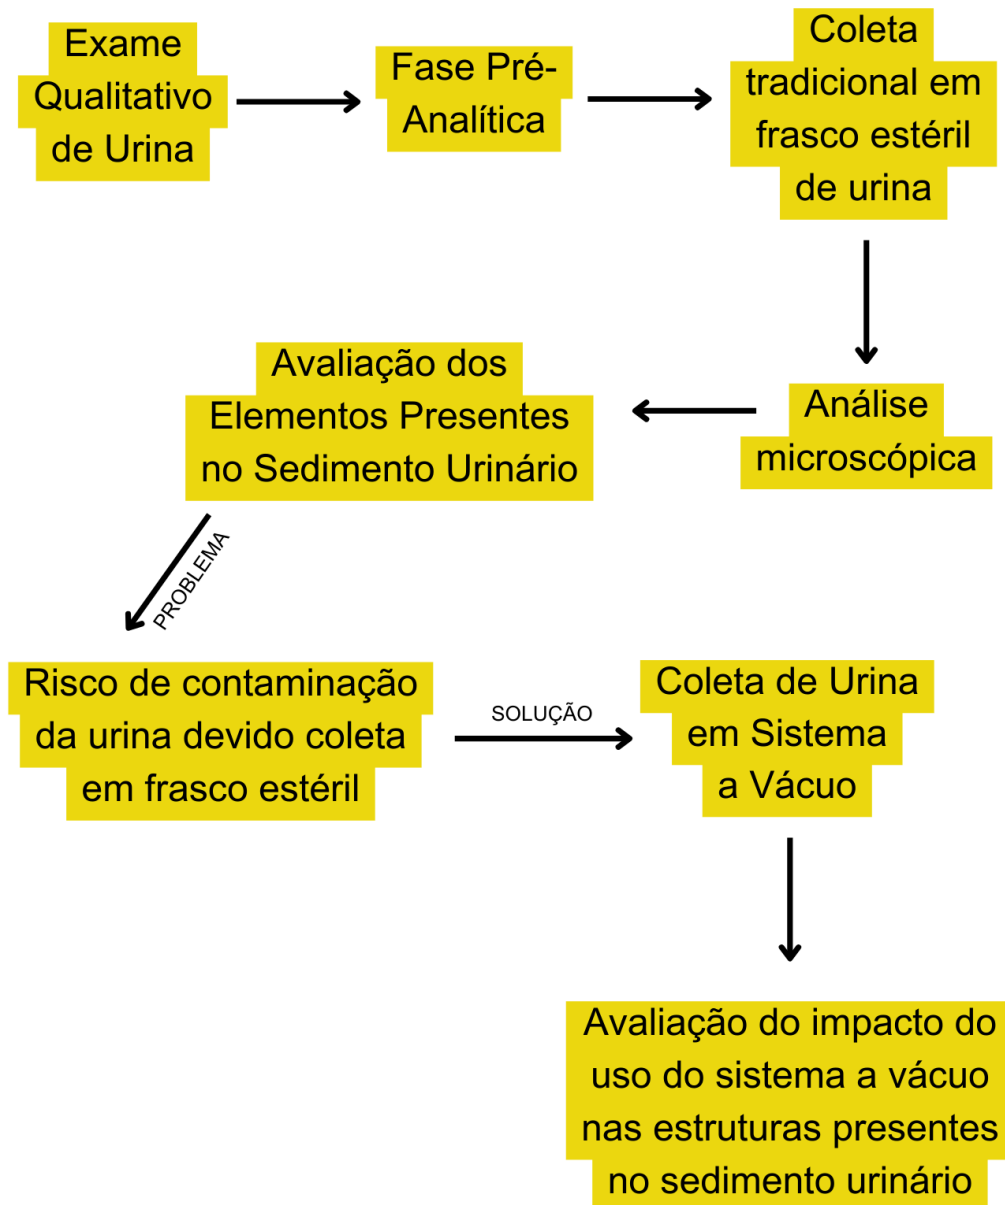 Exame
Qualitativo
de Urina
Fase Pré-
Analítica
Coleta
tradicional em
frasco estéril
de urina
Análise
microscópica
Avaliação dos
Elementos Presentes
no Sedimento Urinário
PROBLEMA
Risco de contaminação
da urina devido coleta
em frasco estéril
SOLUÇÃO
Coleta de Urina
em Sistema
a Vácuo
Avaliação do impacto do
uso do sistema a vácuo
nas estruturas presentes
no sedimento urinário